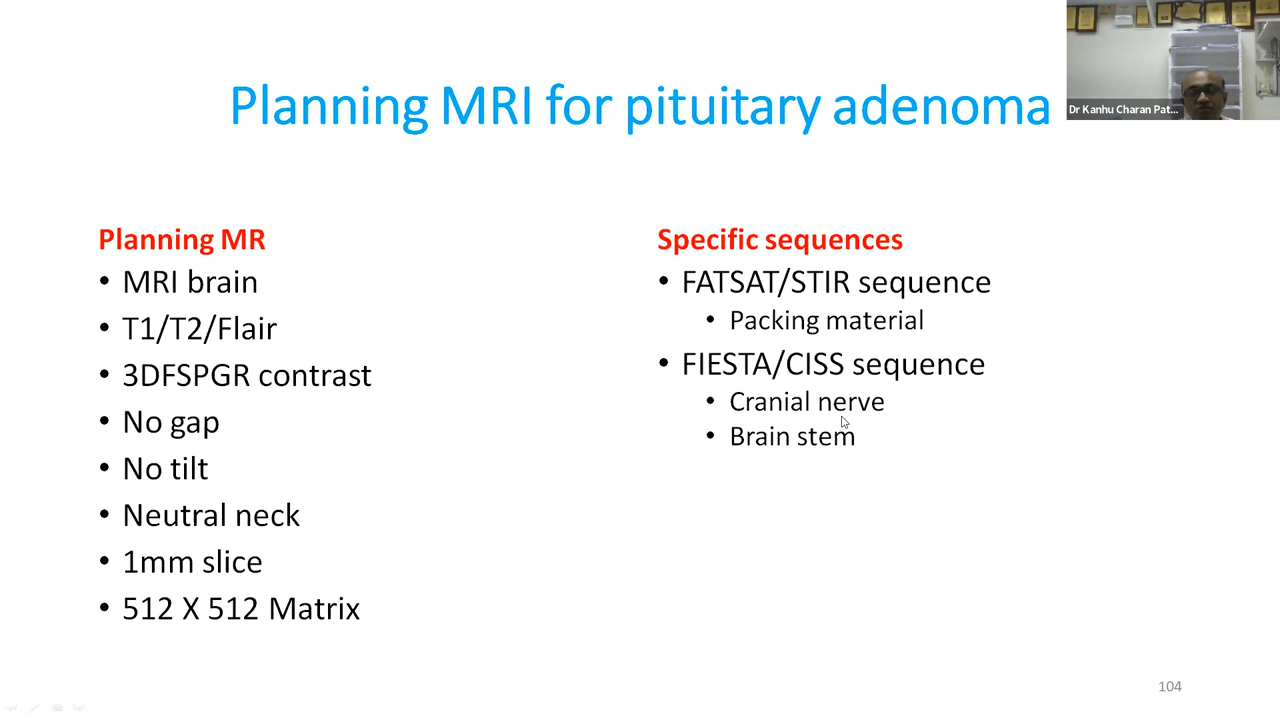 Planning MRI for pituitary adenoma
Dr Kanhu Charan Pat...
Planning MR
• MRI brain
• T1/T2/Flair
• 3DFSPGR contrast
• No gap
• No tilt
• Neutral neck
• 1mm slice
• 512 X 512 Matrix
Specific sequences
• FATSAT/STIR sequence
• Packing material
• FIESTA/CISS sequence
• Cranial nerve
• Brain stem
104